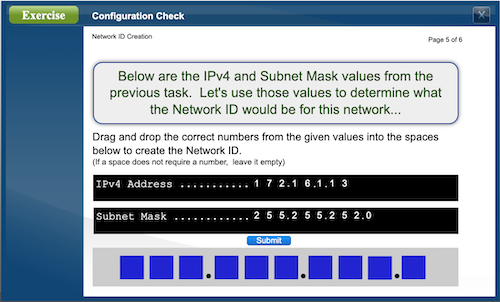 Exercise
Configuration Check
X
Network ID Creation
Page 5 of 6
Below are the IPv4 and Subnet Mask values from the
previous task. Let's use those values to determine what
the Network ID would be for this network...
Drag and drop the correct numbers from the given values into the spaces
below to create the Network ID.
(If a space does not require a number, leave it empty)
IPv4 Address ........... 1 7 2.1 6.1.1 3
Subnet Mask ............ 2 5 5.2 5 5.2 5 2.0
Submit
. . .